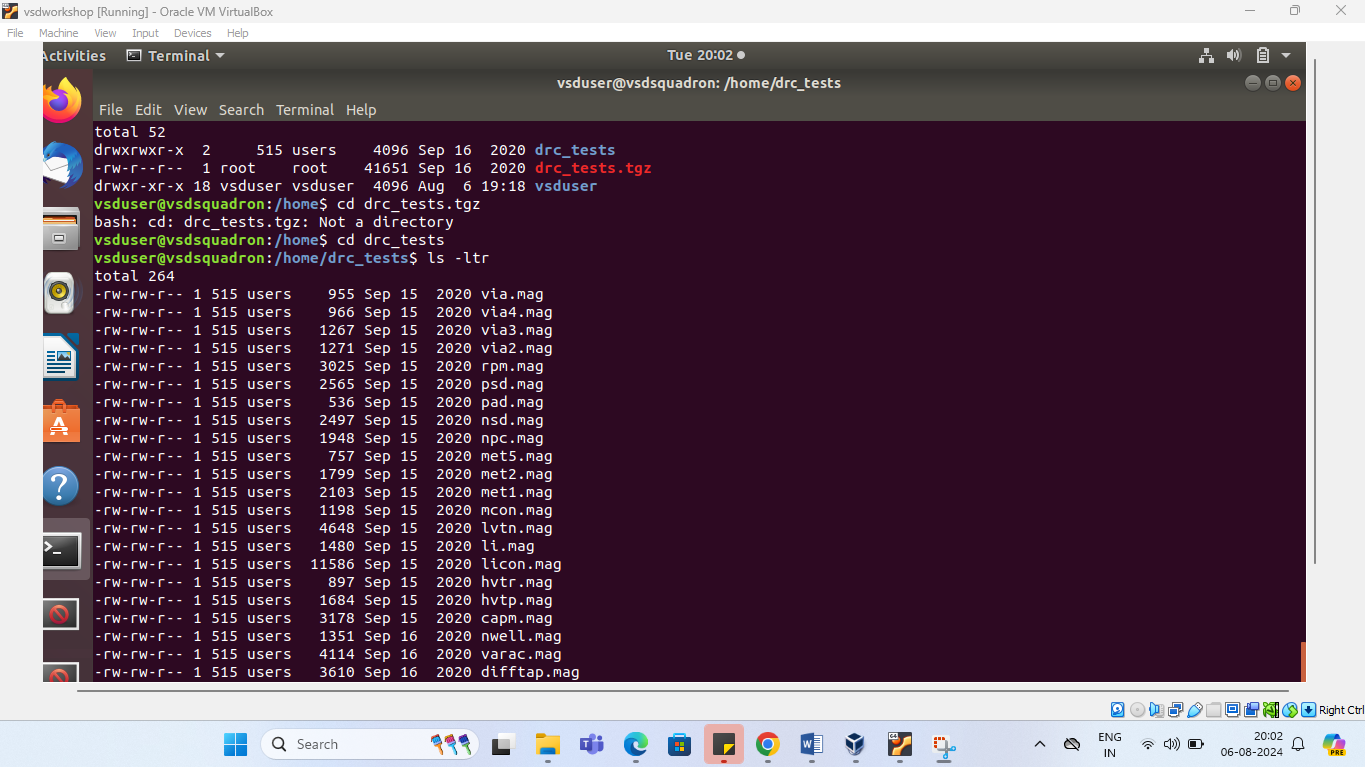 vsdworkshop [Running] - Oracle VM VirtualBox
File Machine View Input Devices Help
Activities Terminal Tue 20:02
vsduser@vsdsquadron: /home/drc_tests
File Edit View Search Terminal Help
total 52
drwxrwxr-x  2     515 users    4096 Sep 16  2020 drc_tests
-rw-r--r--  1 root    root    41651 Sep 16  2020 drc_tests.tgz
drwxr-xr-x 18 vsduser vsduser  4096 Aug  6 19:18 vsduser
vsduser@vsdsquadron:/home$ cd drc_tests.tgz
bash: cd: drc_tests.tgz: Not a directory
vsduser@vsdsquadron:/home$ cd drc_tests
vsduser@vsdsquadron:/home/drc_tests$ ls -ltr
total 264
-rw-rw-r-- 1 515 users    955 Sep 15  2020 via.mag
-rw-rw-r-- 1 515 users    966 Sep 15  2020 via4.mag
-rw-rw-r-- 1 515 users   1267 Sep 15  2020 via3.mag
-rw-rw-r-- 1 515 users   1271 Sep 15  2020 via2.mag
-rw-rw-r-- 1 515 users   3025 Sep 15  2020 rpm.mag
-rw-rw-r-- 1 515 users   2565 Sep 15  2020 psd.mag
-rw-rw-r-- 1 515 users    536 Sep 15  2020 pad.mag
-rw-rw-r-- 1 515 users   2497 Sep 15  2020 nsd.mag
-rw-rw-r-- 1 515 users   1948 Sep 15  2020 npc.mag
-rw-rw-r-- 1 515 users    757 Sep 15  2020 met5.mag
-rw-rw-r-- 1 515 users   1799 Sep 15  2020 met2.mag
-rw-rw-r-- 1 515 users   2103 Sep 15  2020 met1.mag
-rw-rw-r-- 1 515 users   1198 Sep 15  2020 mcon.mag
-rw-rw-r-- 1 515 users   4648 Sep 15  2020 lvtn.mag
-rw-rw-r-- 1 515 users   1480 Sep 15  2020 li.mag
-rw-rw-r-- 1 515 users  11586 Sep 15  2020 licon.mag
-rw-rw-r-- 1 515 users    897 Sep 15  2020 hvtr.mag
-rw-rw-r-- 1 515 users   1684 Sep 15  2020 hvtp.mag
-rw-rw-r-- 1 515 users   3178 Sep 15  2020 capm.mag
-rw-rw-r-- 1 515 users   1351 Sep 16  2020 nwell.mag
-rw-rw-r-- 1 515 users   4114 Sep 16  2020 varac.mag
-rw-rw-r-- 1 515 users   3610 Sep 16  2020 difftap.mag
Right Ctrl
Search
ENG
IN
20:02
06-08-2024
PRE